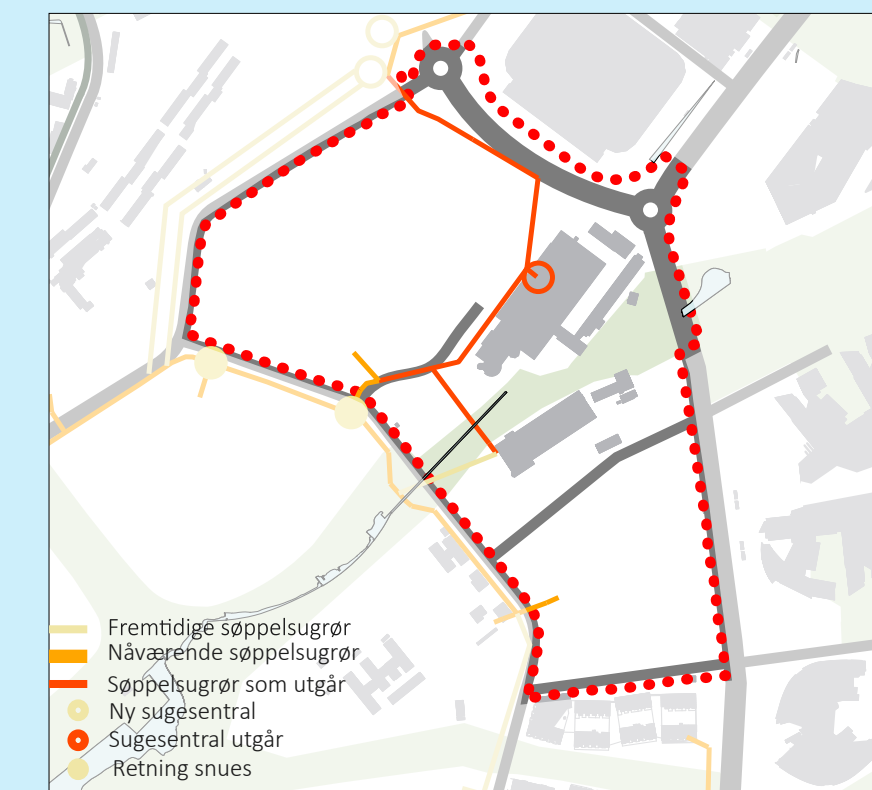 Fremtidige søppelsugrør
Nåværende søppelsugrør
Søppelsugrør som utgår
Ny sugesentral
Sugesentral utgår
Retning snues